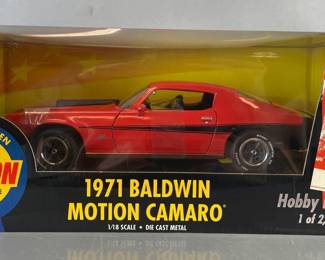 1971 BALDWIN
MOTION CAMARO®
1/18 SCALE • DIE CAST METAL
Hobby
1 of 2,